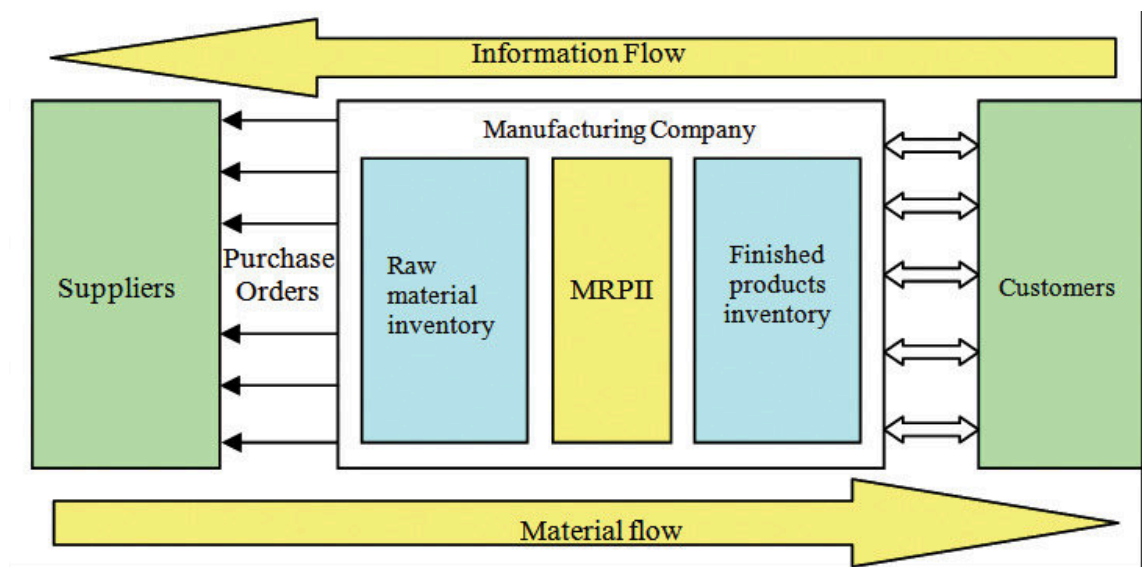 Information Flow
Manufacturing Company
Suppliers
Purchase
Orders
Raw
material
inventory
MRPII
Finished
products
inventory
Customers
Material flow